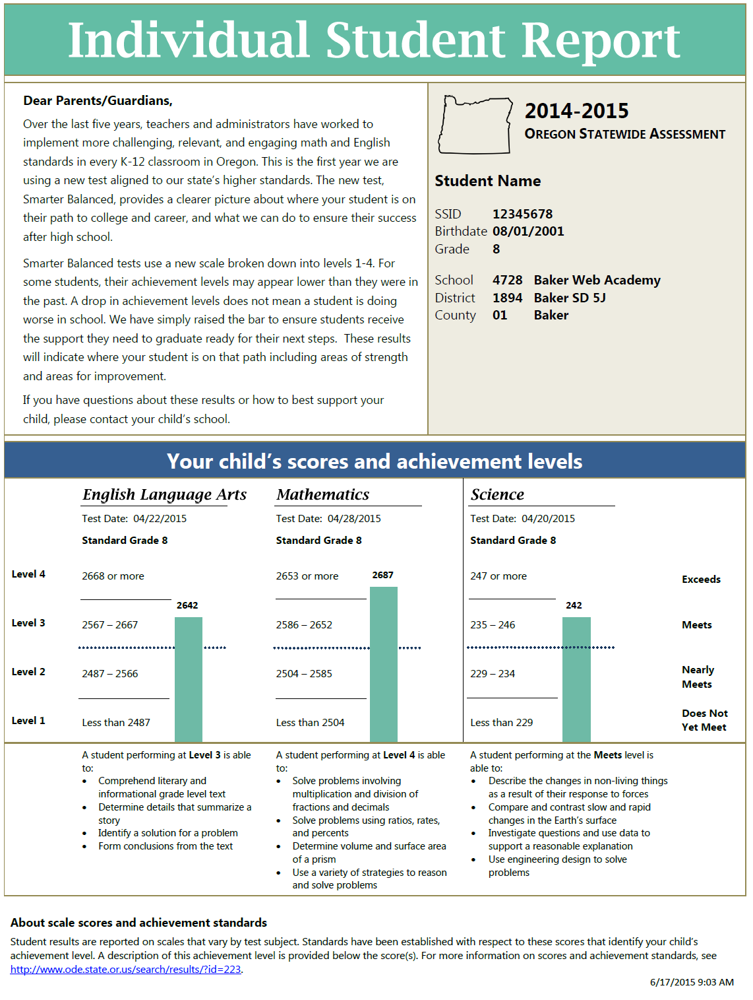 Individual Student Report
Dear Parents/Guardians,
Over the last five years, teachers and administrators have worked to
implement more challenging, relevant, and engaging math and English
standards in every K-12 classroom in Oregon. This is the first year we are
using a new test aligned to our state's higher standards. The new test,
Smarter Balanced, provides a clearer picture about where your student is on
their path to college and career, and what we can do to ensure their success
after high school.
Smarter Balanced tests use a new scale broken down into levels 1-4. For
some students, their achievement levels may appear lower than they were in
the past. A drop in achievement levels does not mean a student is doing
worse in school. We have simply raised the bar to ensure students receive
the support they need to graduate ready for their next steps.  These results
will indicate where your student is on that path including areas of strength
and areas for improvement.
If you have questions about these results or how to best support your
child, please contact your child's school.
2014-2015
OREGON STATEWIDE ASSESSMENT
Student Name
SSID 12345678
Birthdate 08/01/2001
Grade 8
School 4728 Baker Web Academy
District 1894 Baker SD 5J
County 01 Baker
Your child's scores and achievement levels
English Language Arts Mathematics Science
Test Date: 04/22/2015 Test Date: 04/28/2015 Test Date: 04/20/2015
Standard Grade 8 Standard Grade 8 Standard Grade 8
Level 4 2668 or more 2653 or more 2687 247 or more Exceeds
2642 242
Level 3 2567 – 2667 2586 – 2652 235 – 246 Meets
Level 2 2487 – 2566 2504 – 2585 229 – 234 Nearly
Meets
Level 1 Less than 2487 Less than 2504 Less than 229 Does Not
Yet Meet
A student performing at Level 3 is able
to:
• Comprehend literary and
informational grade level text
• Determine details that summarize a
story
• Identify a solution for a problem
• Form conclusions from the text
A student performing at Level 4 is able
to:
• Solve problems involving
multiplication and division of
fractions and decimals
• Solve problems using ratios, rates,
and percents
• Determine volume and surface area
of a prism
• Use a variety of strategies to reason
and solve problems
A student performing at the Meets level is
able to:
• Describe the changes in non-living things
as a result of their response to forces
• Compare and contrast slow and rapid
changes in the Earth's surface
• Investigate questions and use data to
support a reasonable explanation
• Use engineering design to solve
problems
About scale scores and achievement standards
Student results are reported on scales that vary by test subject. Standards have been established with respect to these scores that identify your child's
achievement level. A description of this achievement level is provided below the score(s). For more information on scores and achievement standards, see
http://www.ode.state.or.us/search/results/?id=223.
6/17/2015 9:03 AM